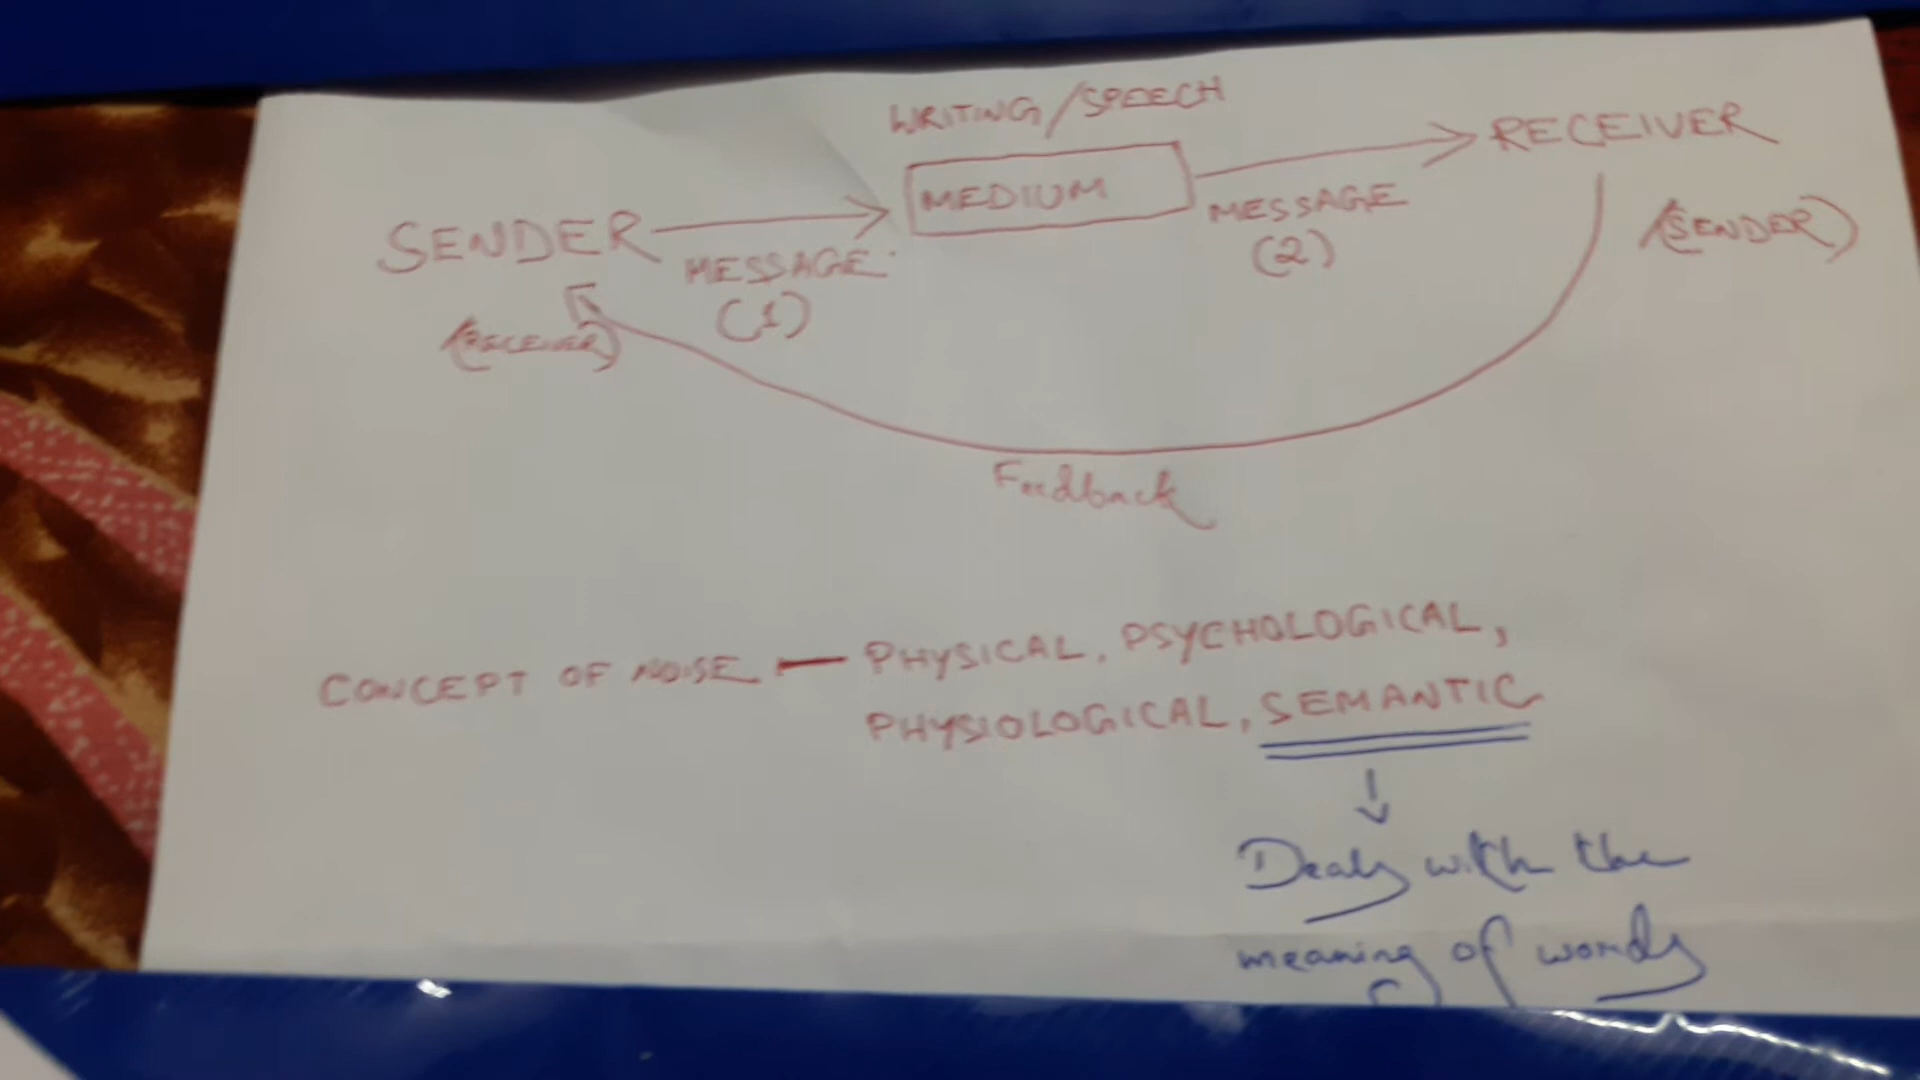 WRITING/SPEECH
SENDER
MESSAGE
(1)
MEDIUM
MESSAGE
(2)
RECEIVER
(SENDER)
(RECEIVER)
Feedback
CONCEPT OF NOISE — PHYSICAL, PSYCHOLOGICAL,
PHYSIOLOGICAL, SEMANTIC
Deals with the
meaning of words